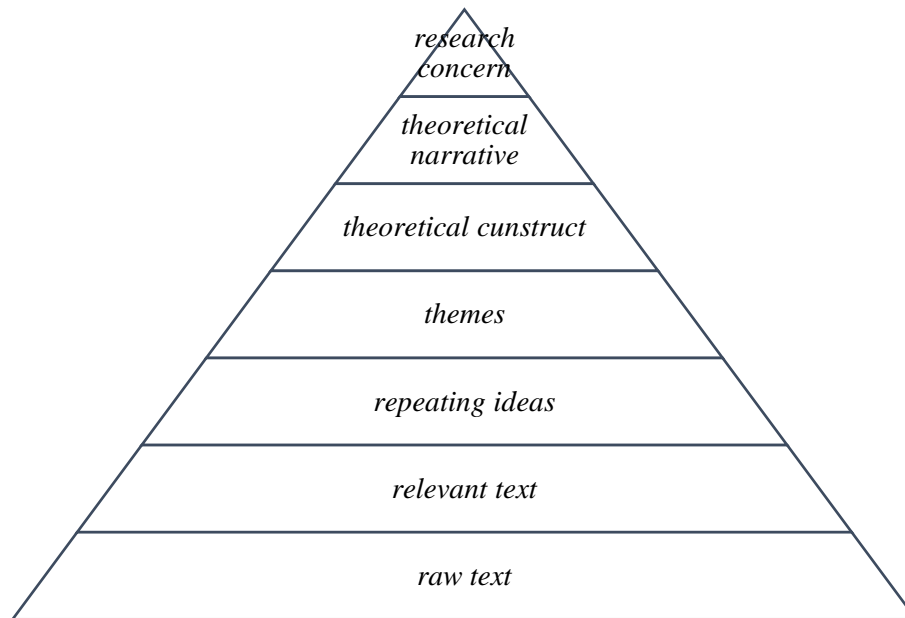 research
concern
theoretical
narrative
theoretical cunstruct
themes
repeating ideas
relevant text
raw text